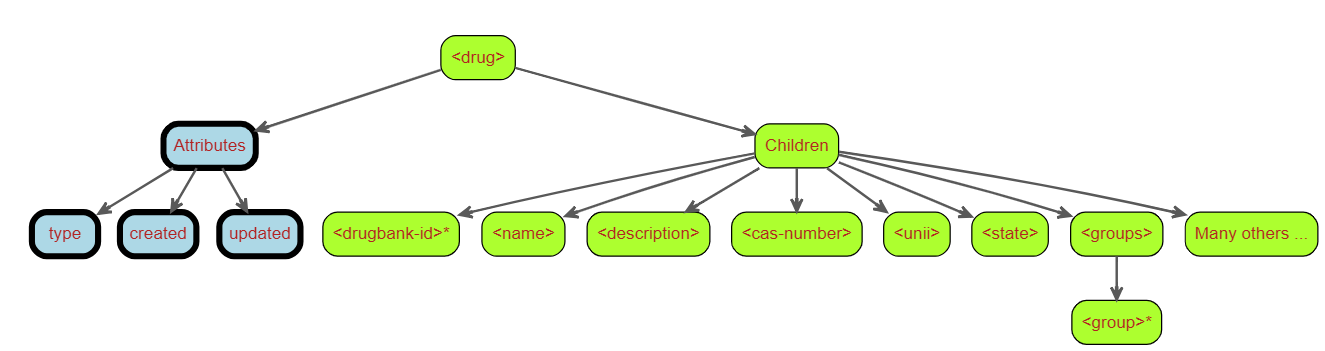 <drug>
Attributes
Children
type
created
updated
<drugbank-id>*
<name>
<description>
<cas-number>
<unii>
<state>
<groups>
Many others ...
<group>*